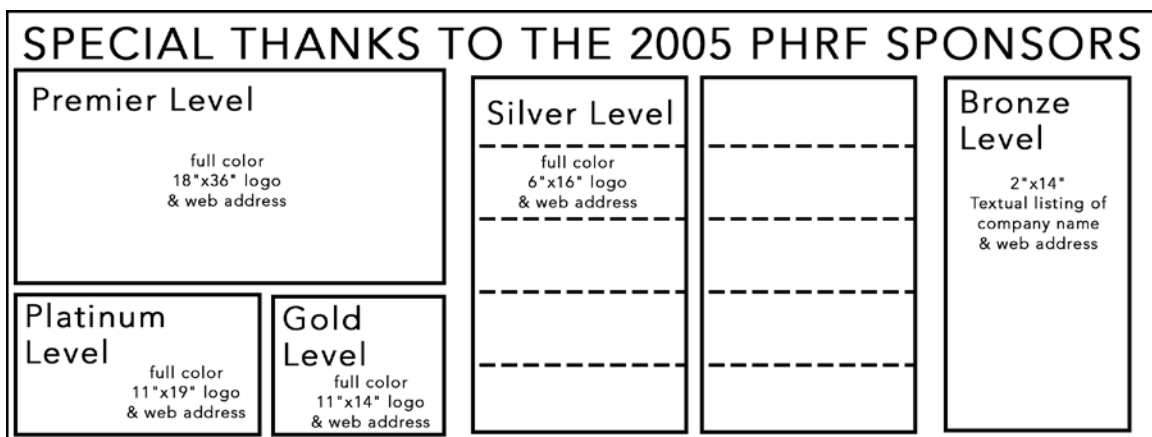 SPECIAL THANKS TO THE 2005 PHRF SPONSORS
Premier Level
full color
18"x36" logo
& web address
Platinum
Level
full color
11"x19" logo
& web address
Gold
Level
full color
11"x14" logo
& web address
Silver Level
full color
6"x16" logo
& web address
Bronze
Level
2"x14"
Textual listing of
company name
& web address